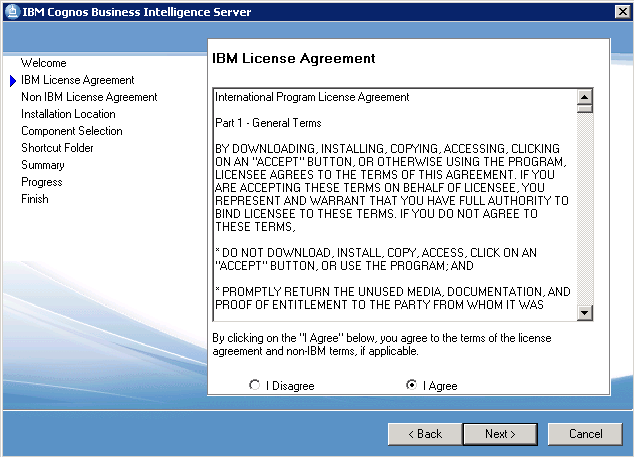 IBM Cognos Business Intelligence Server
Welcome
IBM License Agreement
Non IBM License Agreement
Installation Location
Component Selection
Shortcut Folder
Summary
Progress
Finish
IBM License Agreement
International Program License Agreement
Part 1 - General Terms
BY DOWNLOADING, INSTALLING, COPYING, ACCESSING, CLICKING
ON AN "ACCEPT" BUTTON, OR OTHERWISE USING THE PROGRAM,
LICENSEE AGREES TO THE TERMS OF THIS AGREEMENT. IF YOU
ARE ACCEPTING THESE TERMS ON BEHALF OF LICENSEE, YOU
REPRESENT AND WARRANT THAT YOU HAVE FULL AUTHORITY TO
BIND LICENSEE TO THESE TERMS. IF YOU DO NOT AGREE TO
THESE TERMS,
* DO NOT DOWNLOAD, INSTALL, COPY, ACCESS, CLICK ON AN
"ACCEPT" BUTTON, OR USE THE PROGRAM; AND
* PROMPTLY RETURN THE UNUSED MEDIA, DOCUMENTATION, AND
PROOF OF ENTITLEMENT TO THE PARTY FROM WHOM IT WAS
By clicking on the "I Agree" below, you agree to the terms of the license
agreement and non-IBM terms, if applicable.
I Disagree
I Agree
< Back
Next >
Cancel